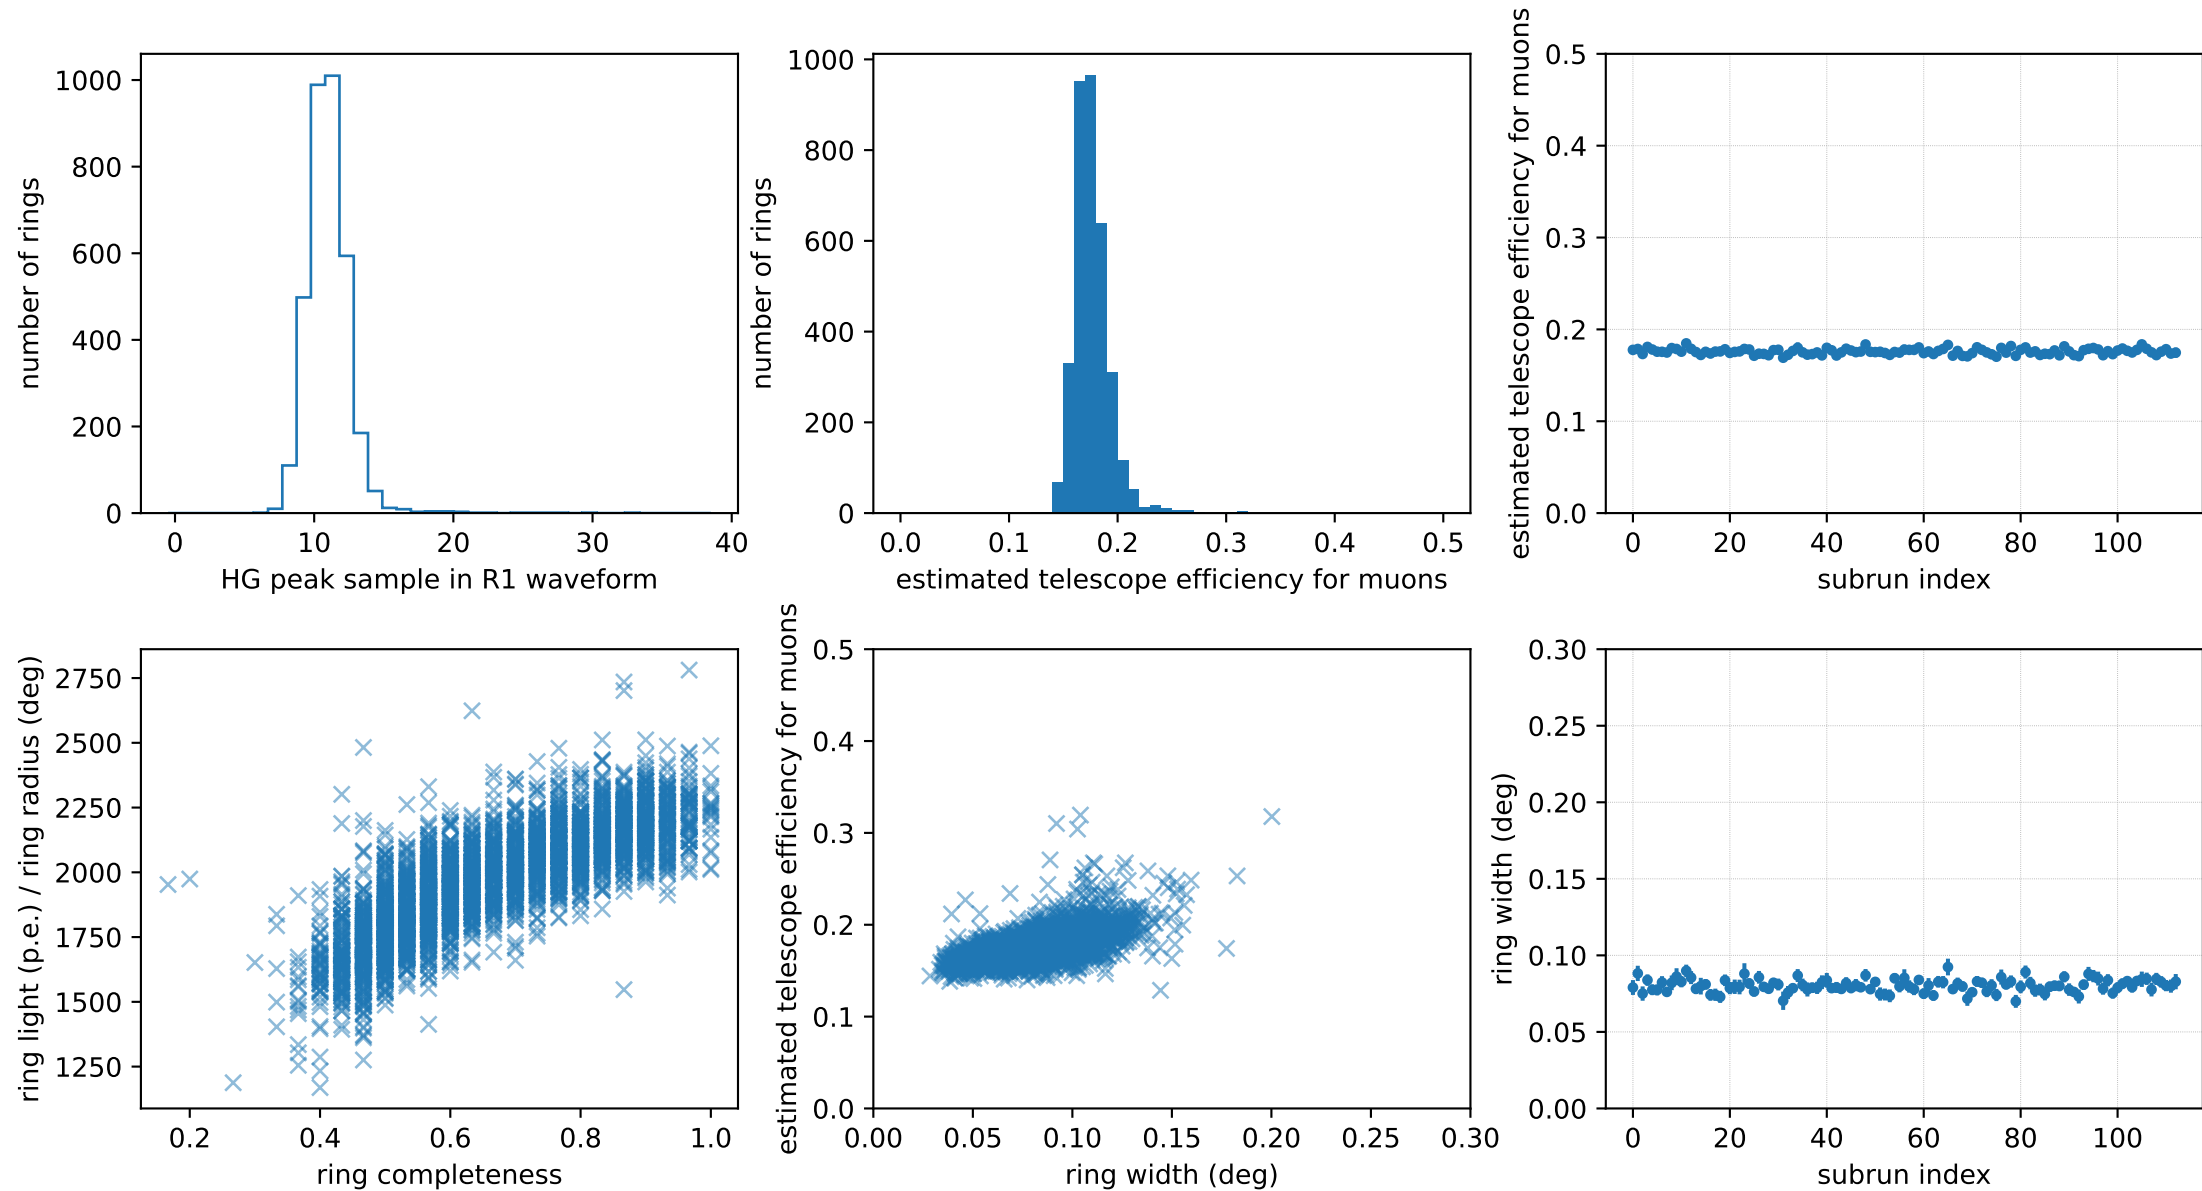 number of rings
1000
800
600
400
200
0
0 10 20 30 40
HG peak sample in R1 waveform
number of rings
1000
800
600
400
200
0
0.0 0.1 0.2 0.3 0.4 0.5
estimated telescope efficiency for muons
estimated telescope efficiency for muons
0.5
0.4
0.3
0.2
0.1
0.0
0 20 40 60 80 100
subrun index
ring light (p.e.) / ring radius (deg)
2750
2500
2250
2000
1750
1500
1250
0.2 0.4 0.6 0.8 1.0
ring completeness
estimated telescope efficiency for muons
0.5
0.4
0.3
0.2
0.1
0.0
0.00 0.05 0.10 0.15 0.20 0.25 0.30
ring width (deg)
ring width (deg)
0.30
0.25
0.20
0.15
0.10
0.05
0.00
0 20 40 60 80 100
subrun index